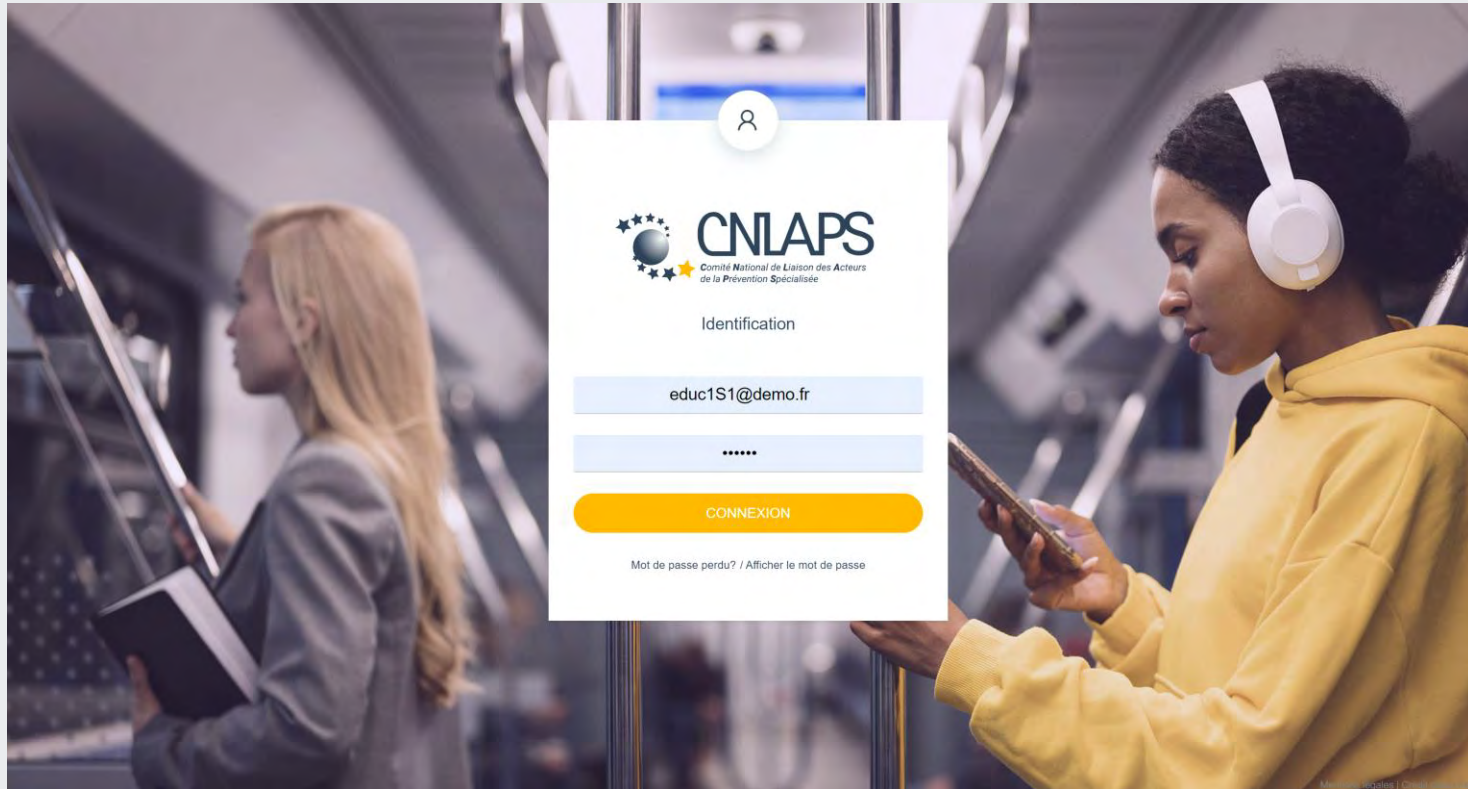 CNLAPS
Comité National de Liaison des Acteurs
de la Prévention Spécialisée
Identification
educ1S1@demo.fr
••••••
CONNEXION
Mot de passe perdu? / Afficher le mot de passe